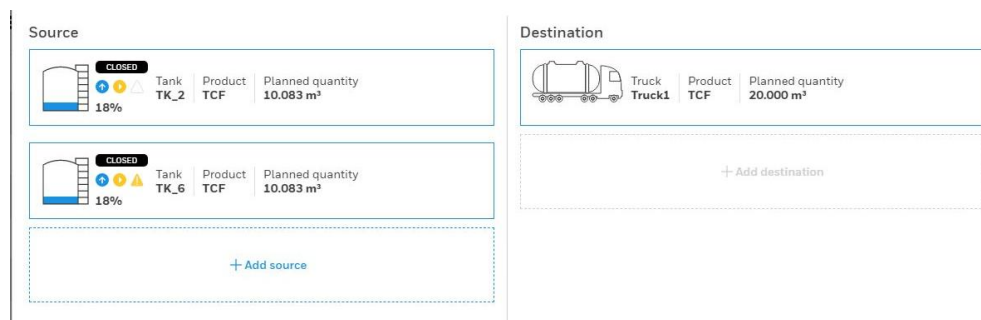 Source
CLOSED
Tank Product Planned quantity
TK_2 TCF 10.083 m³
18%
CLOSED
Tank Product Planned quantity
TK_6 TCF 10.083 m³
18%
+ Add source
Destination
Truck Product Planned quantity
Truck1 TCF 20.000 m³
+ Add destination